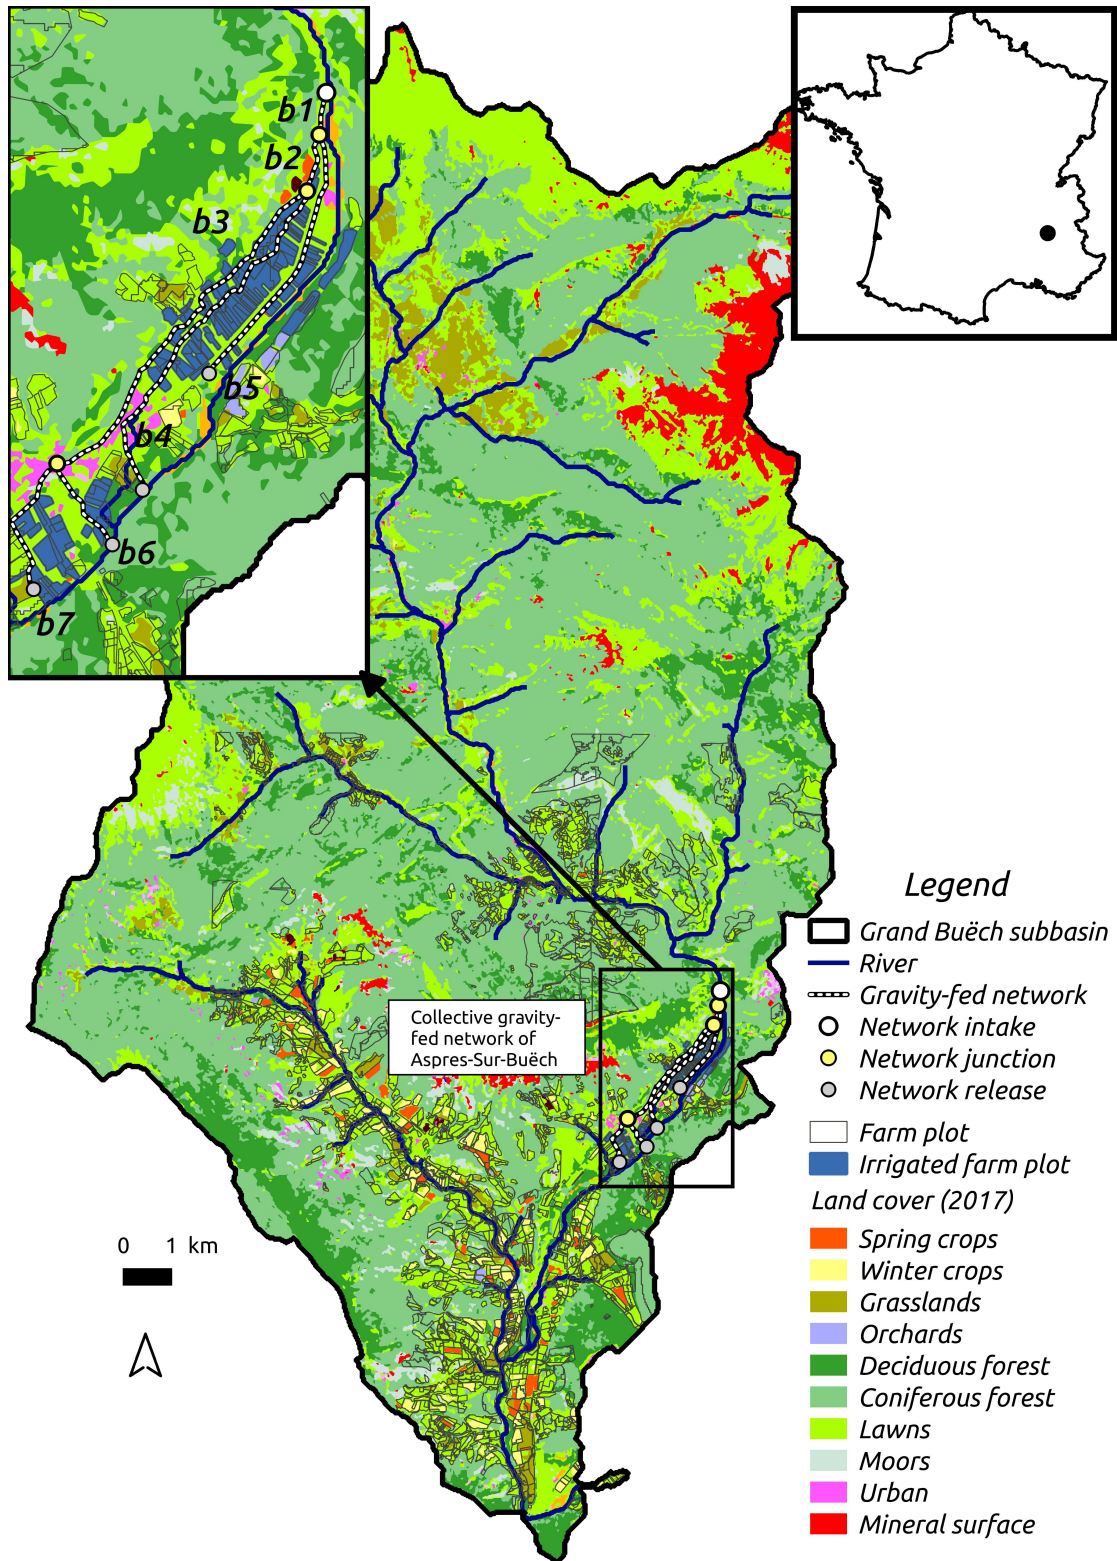 b1
b2
b3
b5
b4
b6
b7
Collective gravity-
fed network of
Aspres-Sur-Buëch
0 1 km
Legend
Grand Buëch subbasin
River
Gravity-fed network
Network intake
Network junction
Network release
Farm plot
Irrigated farm plot
Land cover (2017)
Spring crops
Winter crops
Grasslands
Orchards
Deciduous forest
Coniferous forest
Lawns
Moors
Urban
Mineral surface